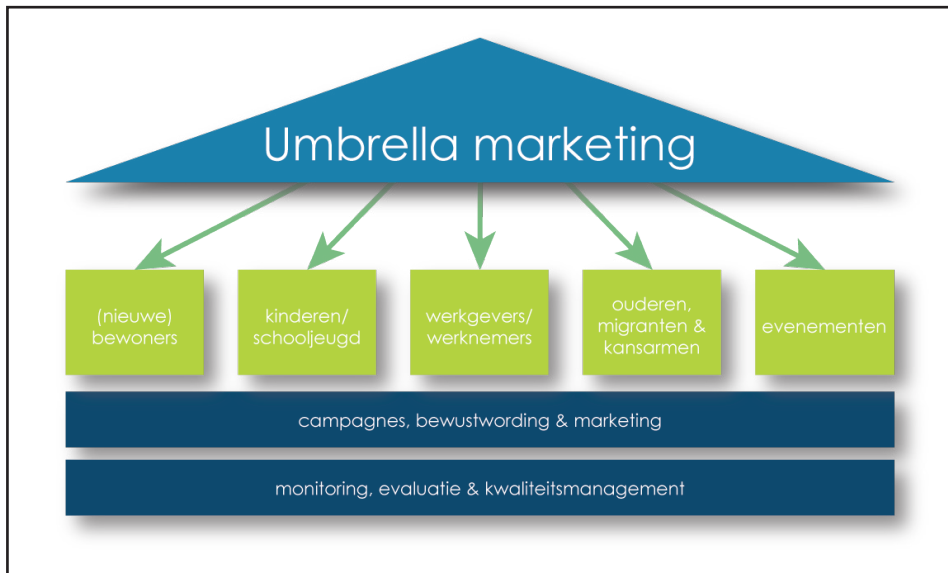 Umbrella marketing
(nieuwe)
bewoners
kinderen/
schooljeugd
werkgevers/
werknemers
ouderen,
migranten &
kansarmen
evenementen
campagnes, bewustwording & marketing
monitoring, evaluatie & kwaliteitsmanagement